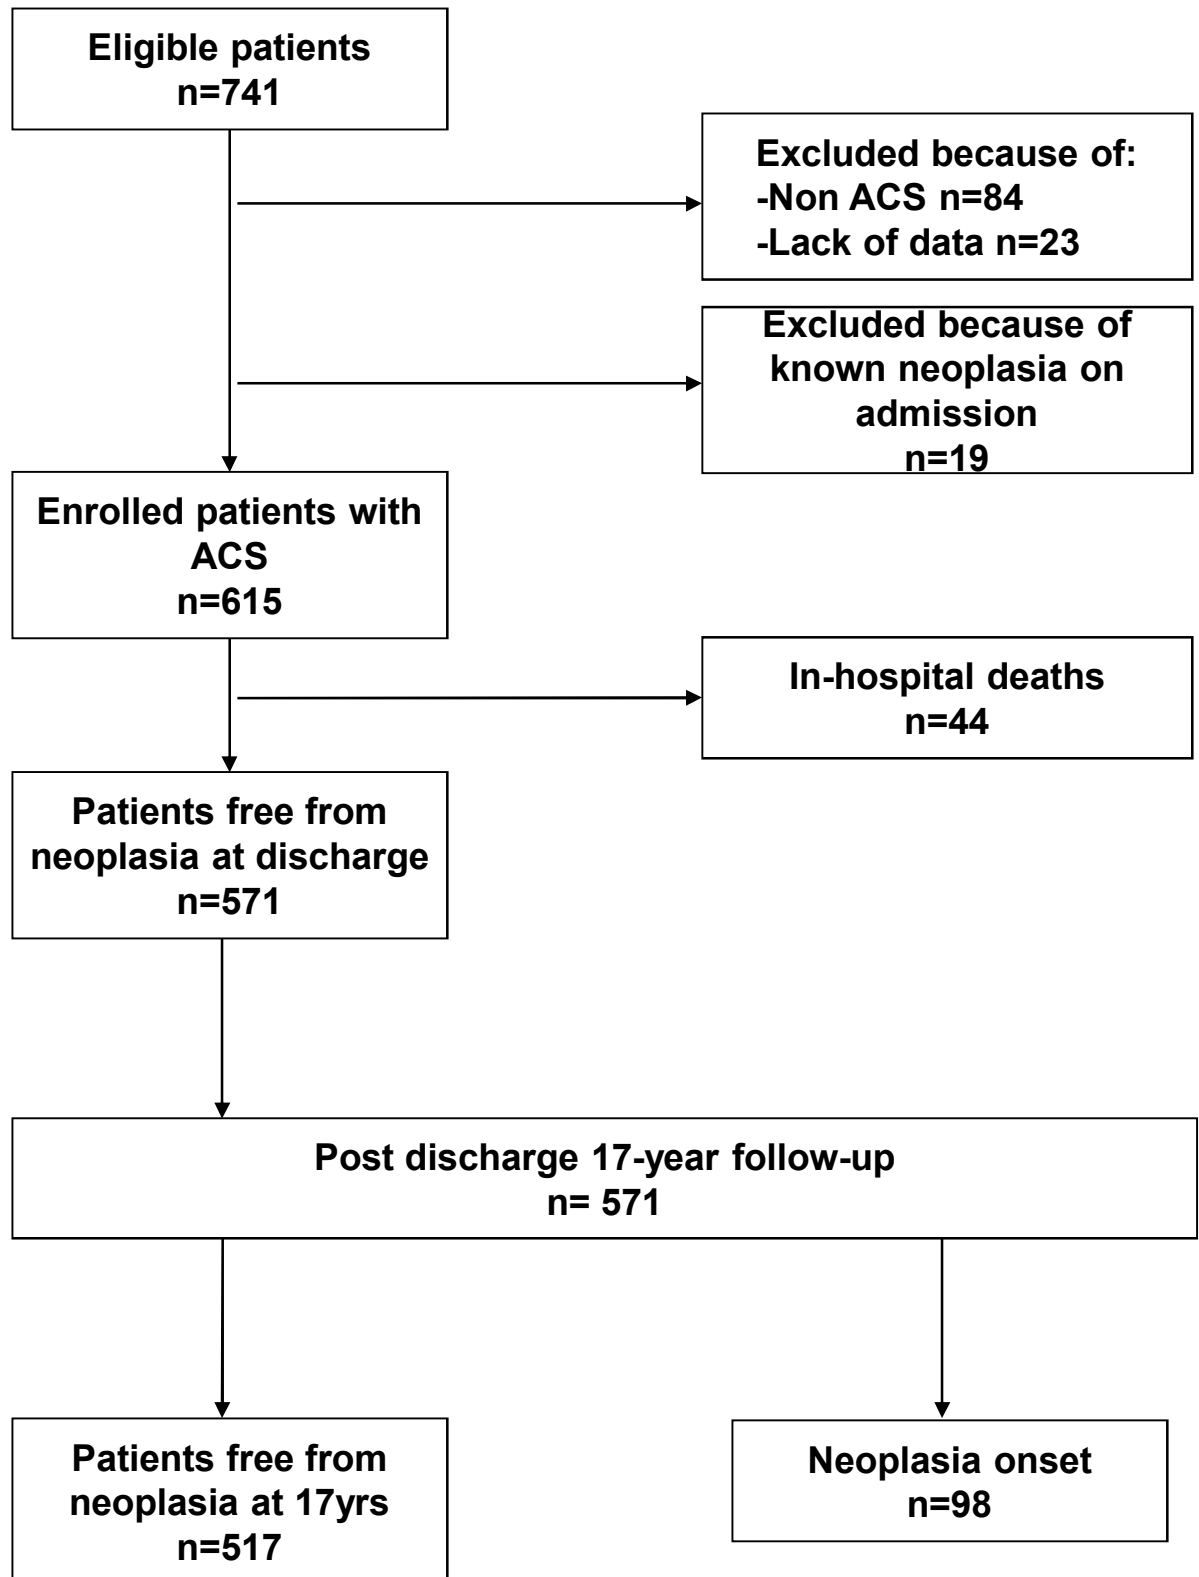 Eligible patients
n=741
Excluded because of:
-Non ACS n=84
-Lack of data n=23
Excluded because of
known neoplasia on
admission
n=19
Enrolled patients with
ACS
n=615
In-hospital deaths
n=44
Patients free from
neoplasia at discharge
n=571
Post discharge 17-year follow-up
n= 571
Patients free from
neoplasia at 17yrs
n=517
Neoplasia onset
n=98